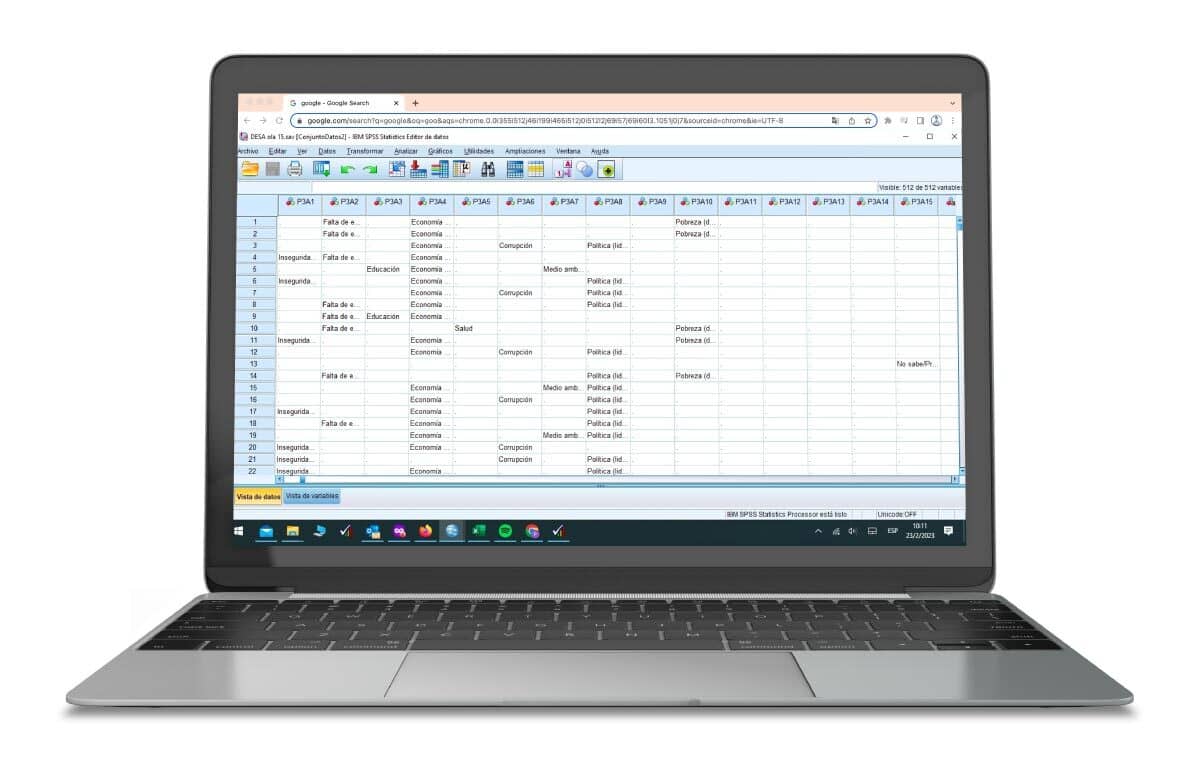 google - Google Search
google.com/search?q=google&oq=goo&aqs=chrome.0.0i355i512j46i199i465i512j0i512l2j69i57j69i60l3.1051j0j7&sourceid=chrome&ie=UTF-8
DESA ola 15.sav [ConjuntoDatos2] - IBM SPSS Statistics Editor de datos
Archivo Editar Ver Datos Transformar Analizar Gráficos Utilidades Ampliaciones Ventana Ayuda
Visible: 512 de 512 variables
P3A1 P3A2 P3A3 P3A4 P3A5 P3A6 P3A7 P3A8 P3A9 P3A10 P3A11 P3A12 P3A13 P3A14 P3A15
1 Falta de e... Economía ... Pobreza (d...
2 Falta de e... Economía ... Pobreza (d...
3 Economía ... Corrupción Política (lid...
4 Insegurida... Falta de e... Economía ...
5 Educación Economía ... Medio amb...
6 Insegurida... Economía ... Política (lid...
7 Economía ... Corrupción Política (lid...
8 Falta de e... Economía ... Política (lid...
9 Falta de e... Educación Economía ...
10 Falta de e... Salud Pobreza (d...
11 Insegurida... Economía ... Pobreza (d...
12 Economía ... Corrupción Política (lid...
13 No sabe/Pr...
14 Falta de e... Política (lid... Pobreza (d...
15 Economía ... Medio amb... Política (lid...
16 Economía ... Corrupción Política (lid...
17 Insegurida... Economía ... Política (lid...
18 Falta de e... Economía ... Política (lid...
19 Economía ... Medio amb... Política (lid...
20 Insegurida... Economía ... Corrupción
21 Insegurida... Corrupción Política (lid...
22 Insegurida... Economía ... Política (lid...
Vista de datos Vista de variables
IBM SPSS Statistics Processor está listo Unicode:OFF
ESP 10:11
23/2/2023